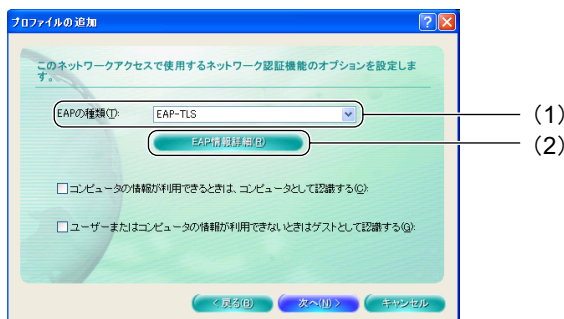 プロファイルの追加
このネットワークアクセスで使用するネットワーク認証機能のオプションを設定しま
す。
EAPの種類(T): EAP-TLS (1)
EAP情報詳細(R) (2)
コンピュータの情報が利用できるときは、コンピュータとして認識する(C):
ユーザーまたはコンピュータの情報が利用できないときはゲストとして認識する(G):
< 戻る(B) 次へ(N) > キャンセル